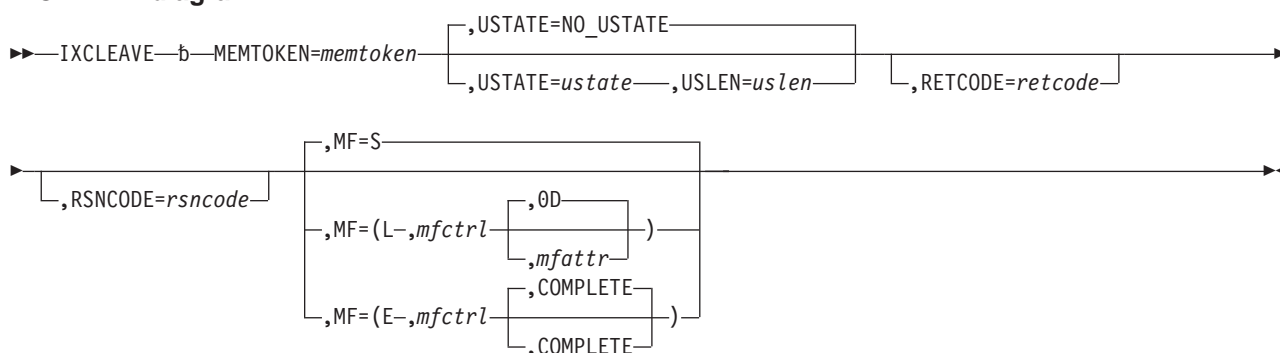 ,USTATE=NO_USTATE
IXCLEAVE ␢ MEMTOKEN=memtoken
,USTATE=ustate ,USLEN=uslen ,RETCODE=retcode
,MF=S
,RSNCODE=rsncode
,0D
,MF=(L ,mfctrl )
,mfattr
,COMPLETE
,MF=(E ,mfctrl )
,COMPLETE